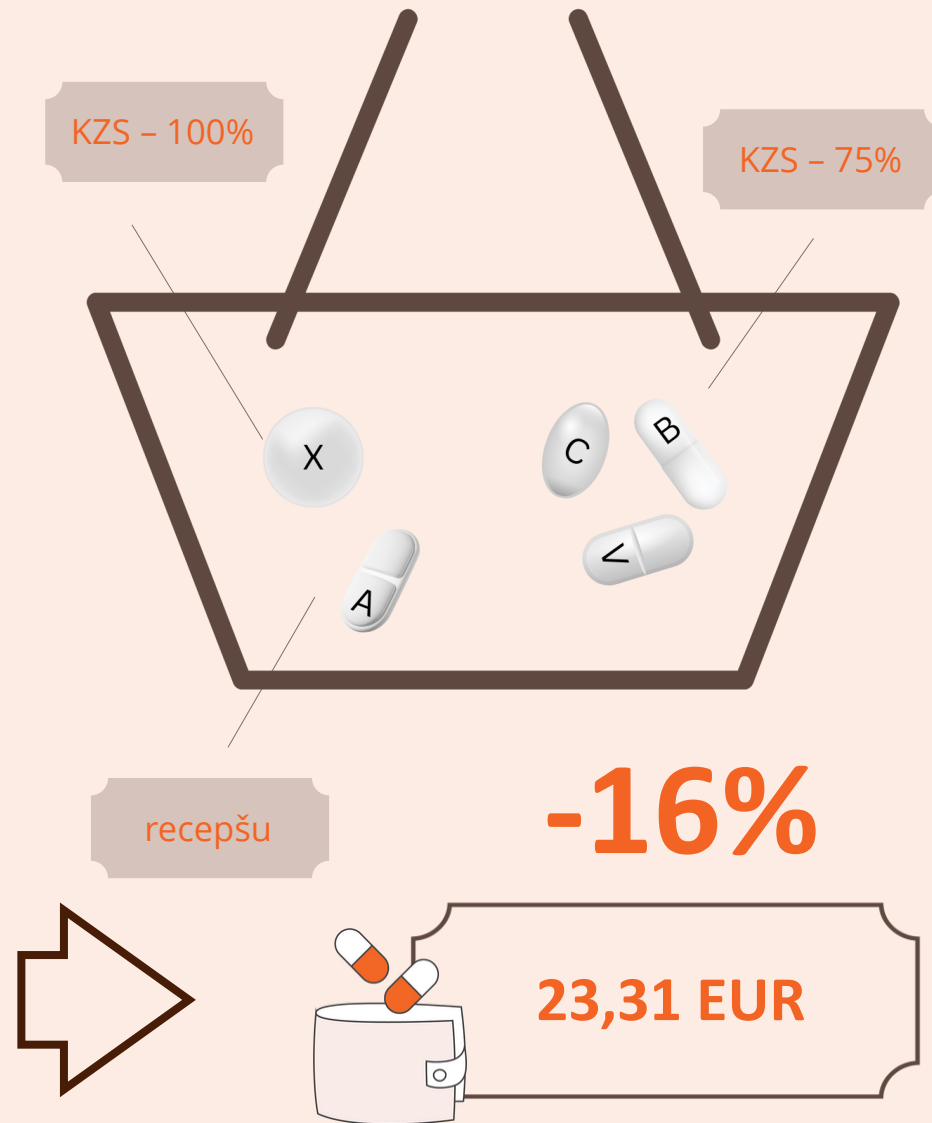 KZS – 100%
KZS – 75%
X
C
B
V
A
recepšu
-16%
23,31 EUR